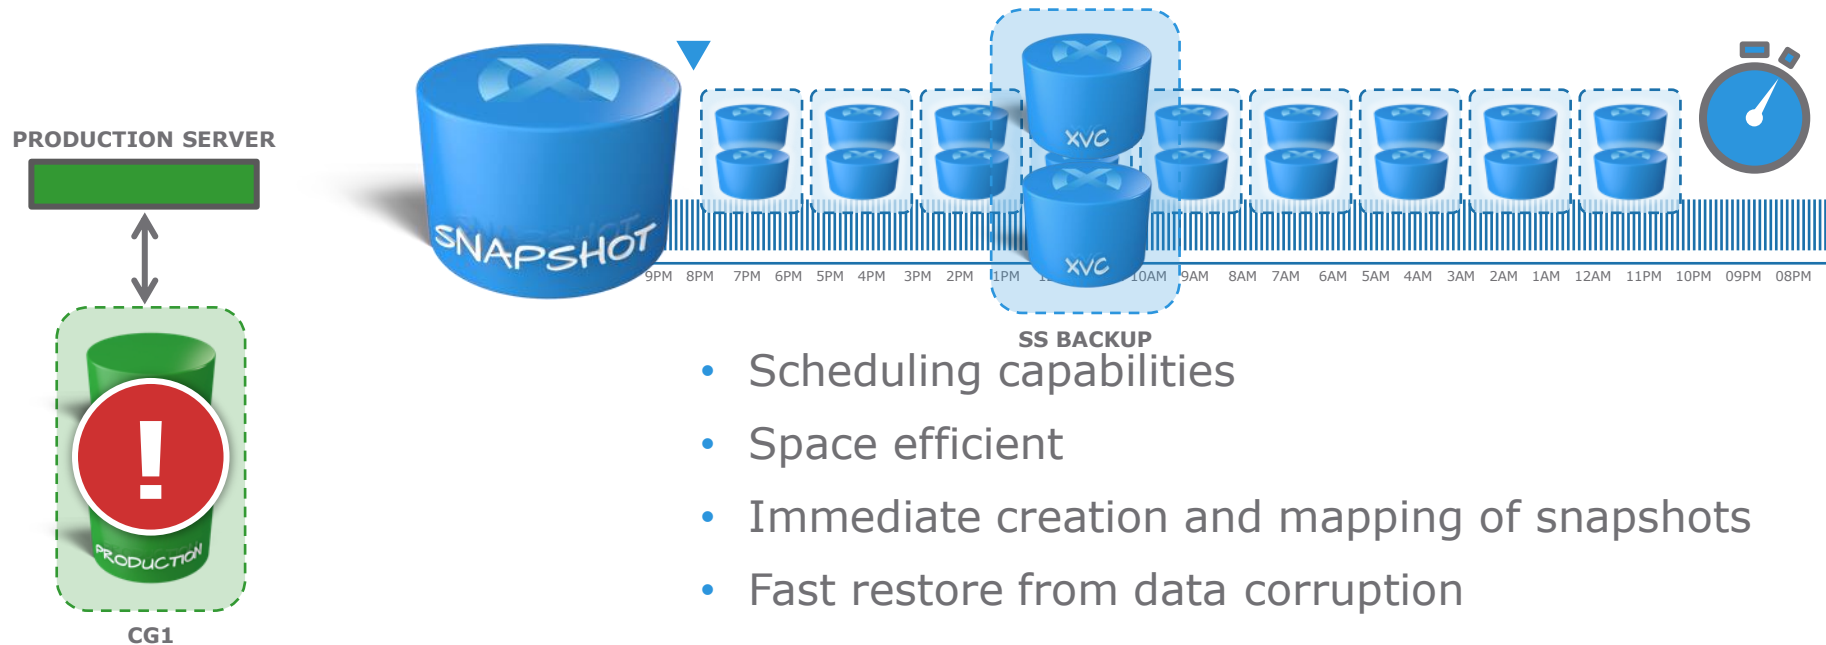 PRODUCTION SERVER
SNAPSHOT
XVC
XVC
9PM 8PM 7PM 6PM 5PM 4PM 3PM 2PM 1PM 10AM 9AM 8AM 7AM 6AM 5AM 4AM 3AM 2AM 1AM 12AM 11PM 10PM 09PM 08PM
SS BACKUP
• Scheduling capabilities
• Space efficient
• Immediate creation and mapping of snapshots
• Fast restore from data corruption
!
PRODUCTION
CG1